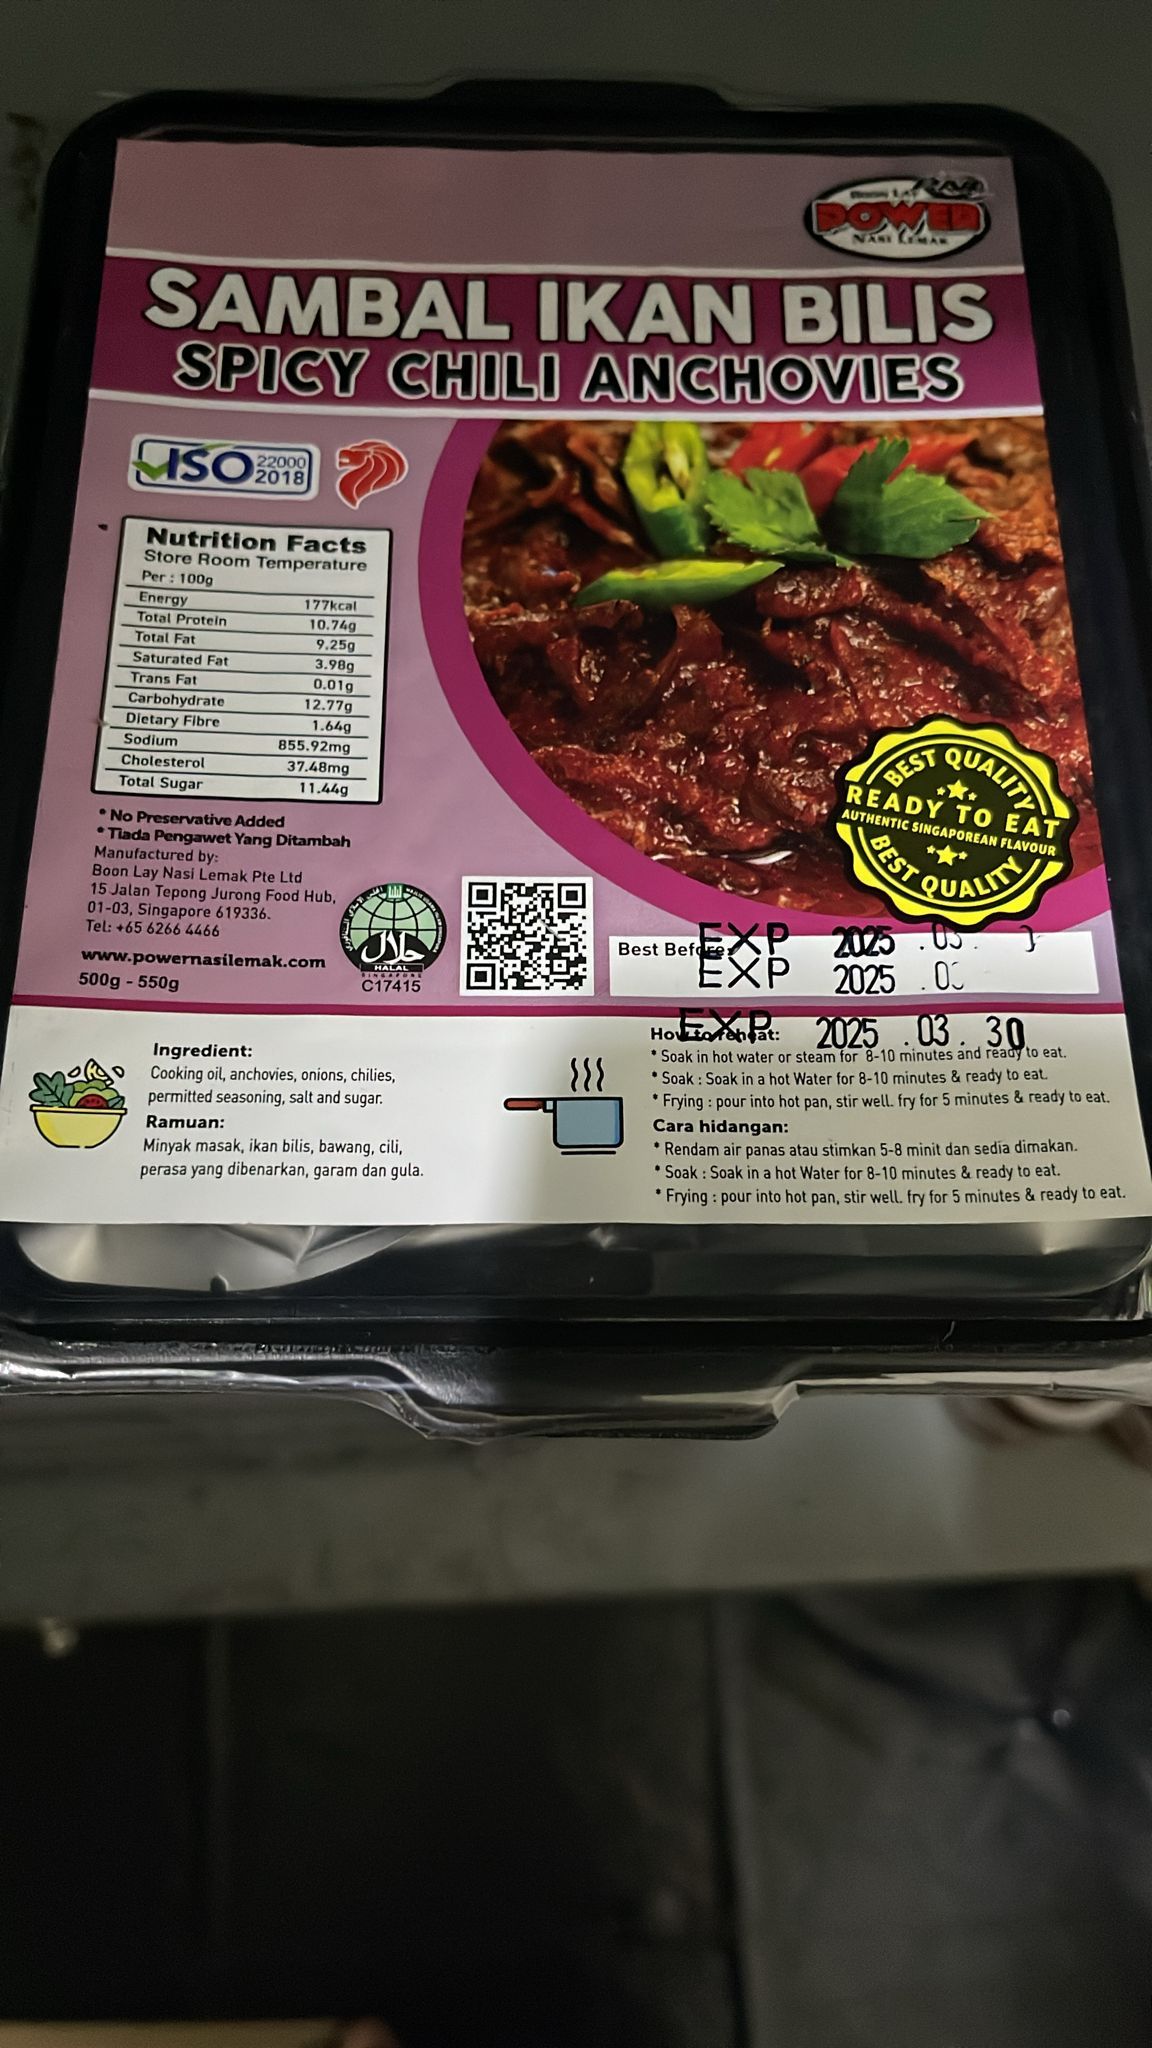 BOON LAY
POWER
NASI LEMAK
SAMBAL IKAN BILIS
SPICY CHILI ANCHOVIES
ISO 22000 2018
Nutrition Facts
Store Room Temperature
Per : 100g
Energy 177kcal
Total Protein 10.74g
Total Fat 9.25g
Saturated Fat 3.98g
Trans Fat 0.01g
Carbohydrate 12.77g
Dietary Fibre 1.64g
Sodium 855.92mg
Cholesterol 37.48mg
Total Sugar 11.44g
* No Preservative Added
* Tiada Pengawet Yang Ditambah
Manufactured by:
Boon Lay Nasi Lemak Pte Ltd
15 Jalan Tepong Jurong Food Hub,
01-03, Singapore 619336.
Tel: +65 6266 4466
www.powernasilemak.com
500g - 550g
حلال
HALAL
SINGAPORE
C17415
BEST QUALITY
READY TO EAT
AUTHENTIC SINGAPOREAN FLAVOUR
BEST QUALITY
Best Before:
EXP 2025 .03.
EXP 2025
EXP 2025 .03. 30
Ingredient:
Cooking oil, anchovies, onions, chilies,
permitted seasoning, salt and sugar.
Ramuan:
Minyak masak, ikan bilis, bawang, cili,
perasa yang dibenarkan, garam dan gula.
How to reheat:
* Soak in hot water or steam for 8-10 minutes and ready to eat.
* Soak : Soak in a hot Water for 8-10 minutes & ready to eat.
* Frying : pour into hot pan, stir well. fry for 5 minutes & ready to eat.
Cara hidangan:
* Rendam air panas atau stimkan 5-8 minit dan sedia dimakan.
* Soak : Soak in a hot Water for 8-10 minutes & ready to eat.
* Frying : pour into hot pan, stir well. fry for 5 minutes & ready to eat.